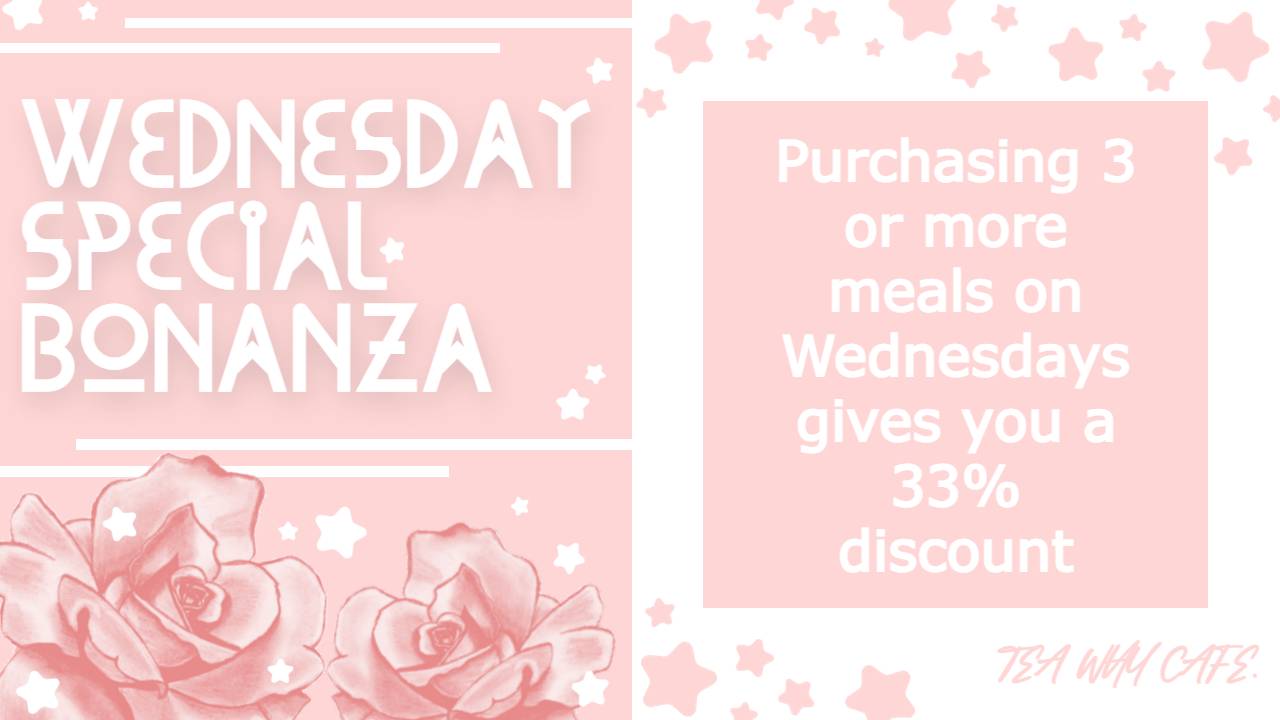 WEDNESDAY
SPECIAL
BONANZA
Purchasing 3
or more
meals on
Wednesdays
gives you a
33%
discount
TEA WAY CAFE.